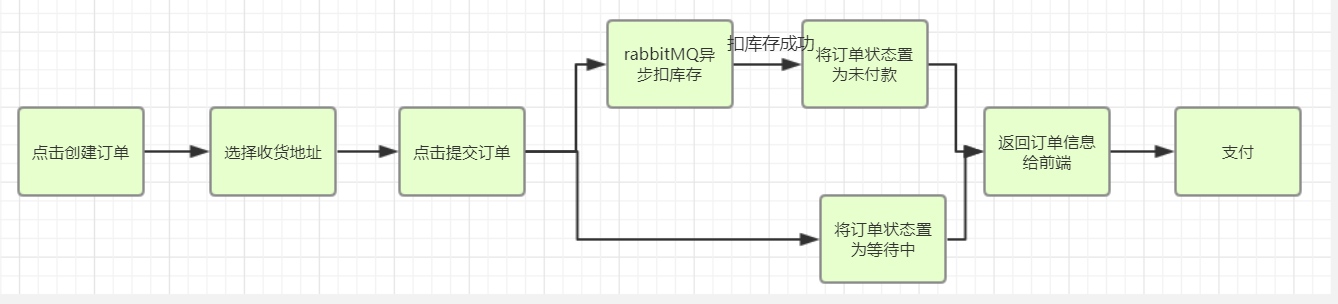 点击创建订单
选择收货地址
点击提交订单
rabbitMQ异
步扣库存
扣库存成功
将订单状态置
为未付款
将订单状态置
为等待中
返回订单信息
给前端
支付